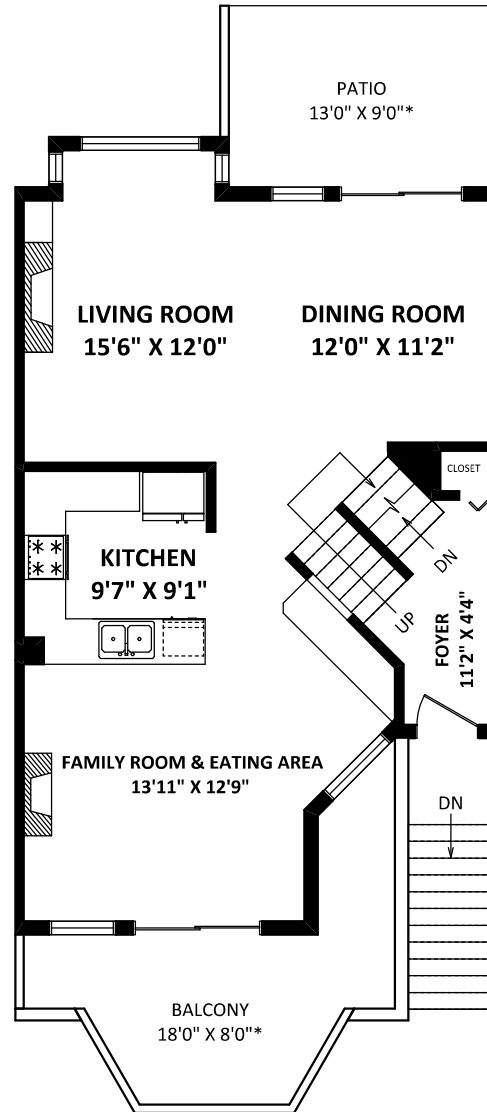 PATIO
13'0" X 9'0"*
LIVING ROOM
15'6" X 12'0"
DINING ROOM
12'0" X 11'2"
CLOSET
KITCHEN
9'7" X 9'1"
DN
UP
FOYER
11'2" X 4'4"
FAMILY ROOM & EATING AREA
13'11" X 12'9"
DN
BALCONY
18'0" X 8'0"*